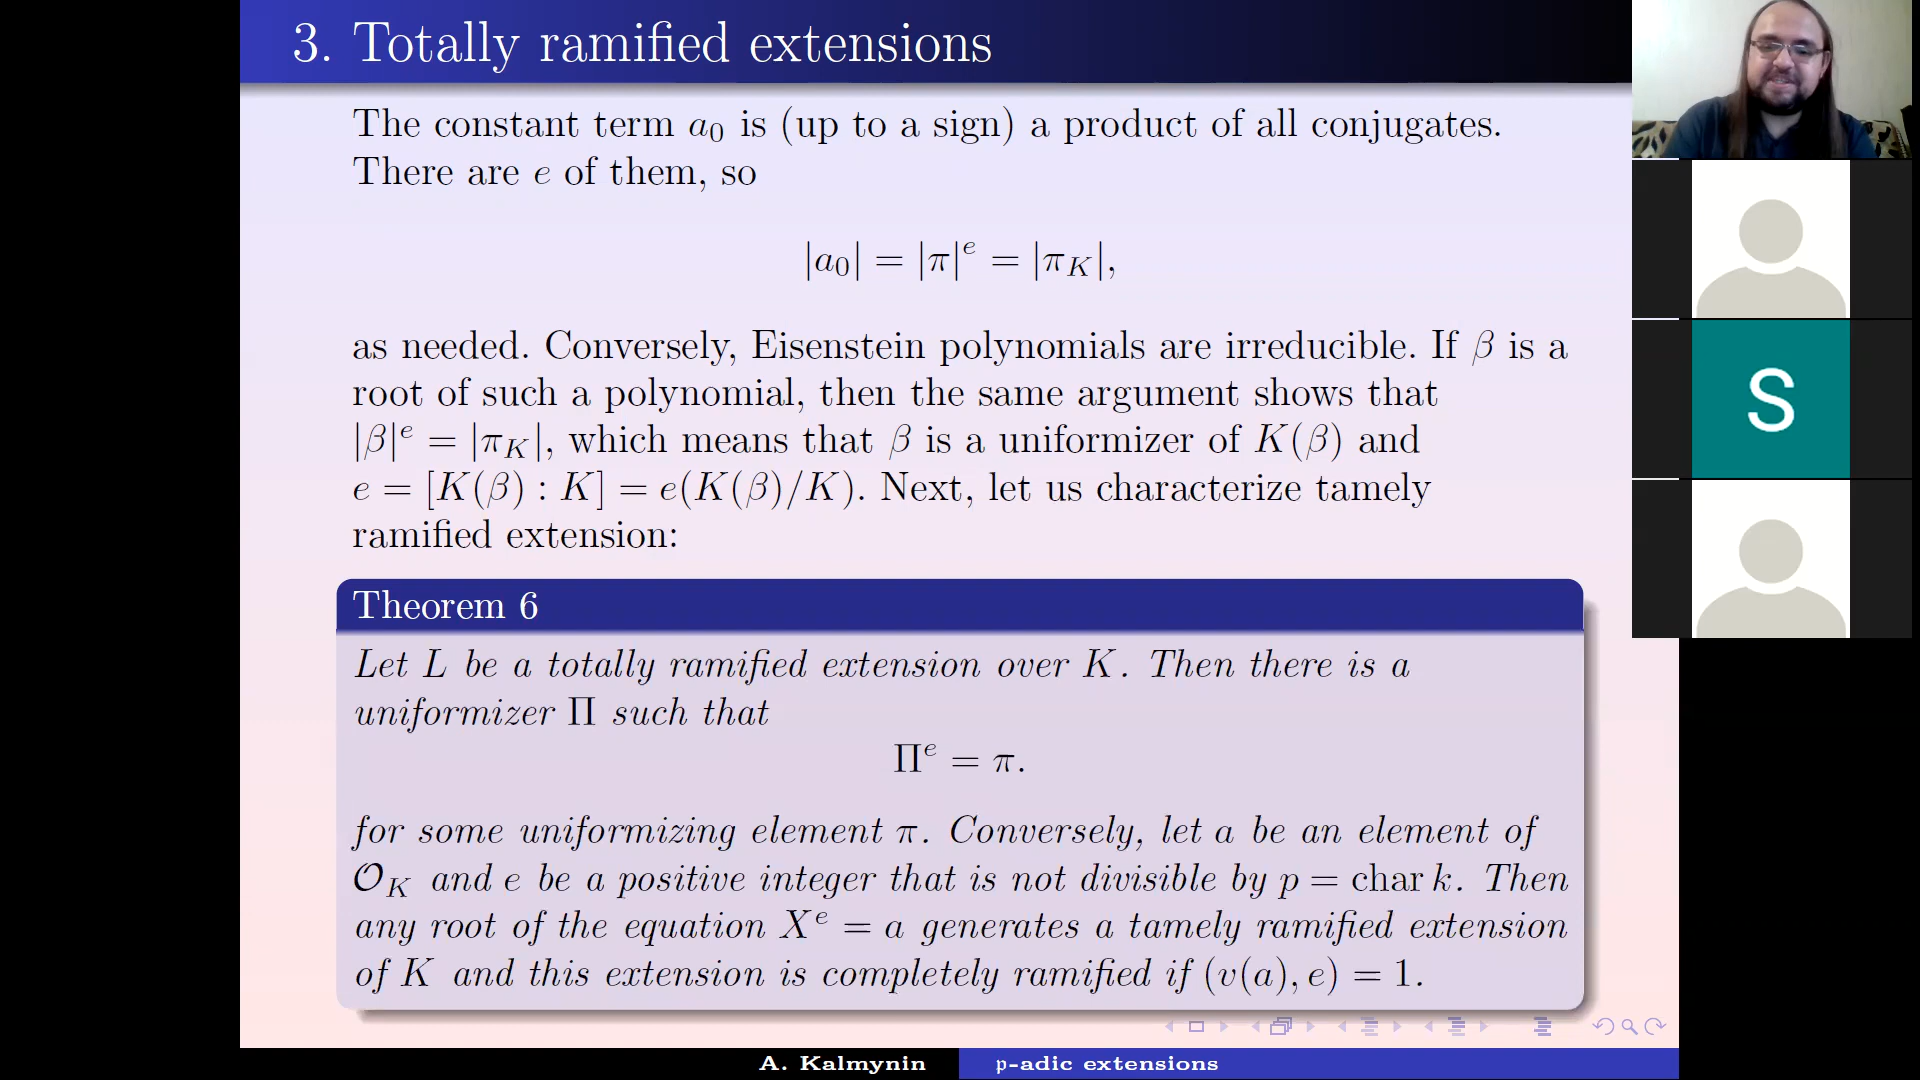 3. Totally ramified extensions
The constant term a₀ is (up to a sign) a product of all conjugates.
There are e of them, so
|a₀| = |π|ᵉ = |π_K|,
as needed. Conversely, Eisenstein polynomials are irreducible. If β is a
root of such a polynomial, then the same argument shows that
|β|ᵉ = |π_K|, which means that β is a uniformizer of K(β) and
e = [K(β) : K] = e(K(β)/K). Next, let us characterize tamely
ramified extension:
Theorem 6
Let L be a totally ramified extension over K. Then there is a
uniformizer Π such that
Πᵉ = π.
for some uniformizing element π. Conversely, let a be an element of
𝒪_K and e be a positive integer that is not divisible by p = char k. Then
any root of the equation Xᵉ = a generates a tamely ramified extension
of K and this extension is completely ramified if (v(a), e) = 1.
A. Kalmynin
p-adic extensions
S